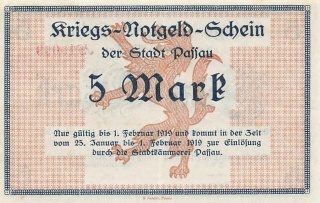 Kriegs-Notgeld-Schein
der Stadt Passau
5 Mark
Nur gültig bis 1. Februar 1919 und kommt in der Zeit
vom 25. Januar bis 1. Februar 1919 zur Einlösung
durch die Stadtkämmerei Passau.